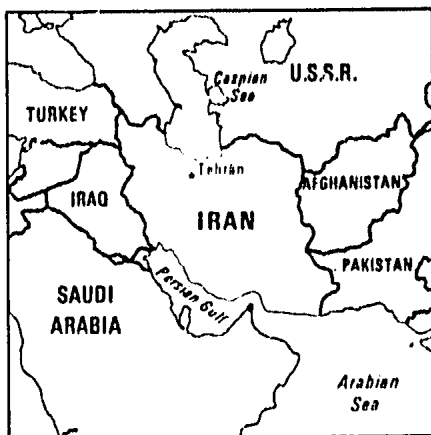 Caspian
Sea
U.S.S.R.
TURKEY
Tehran
AFGHANISTAN
IRAQ
IRAN
PAKISTAN
SAUDI
ARABIA
Persian Gulf
Arabian
Sea